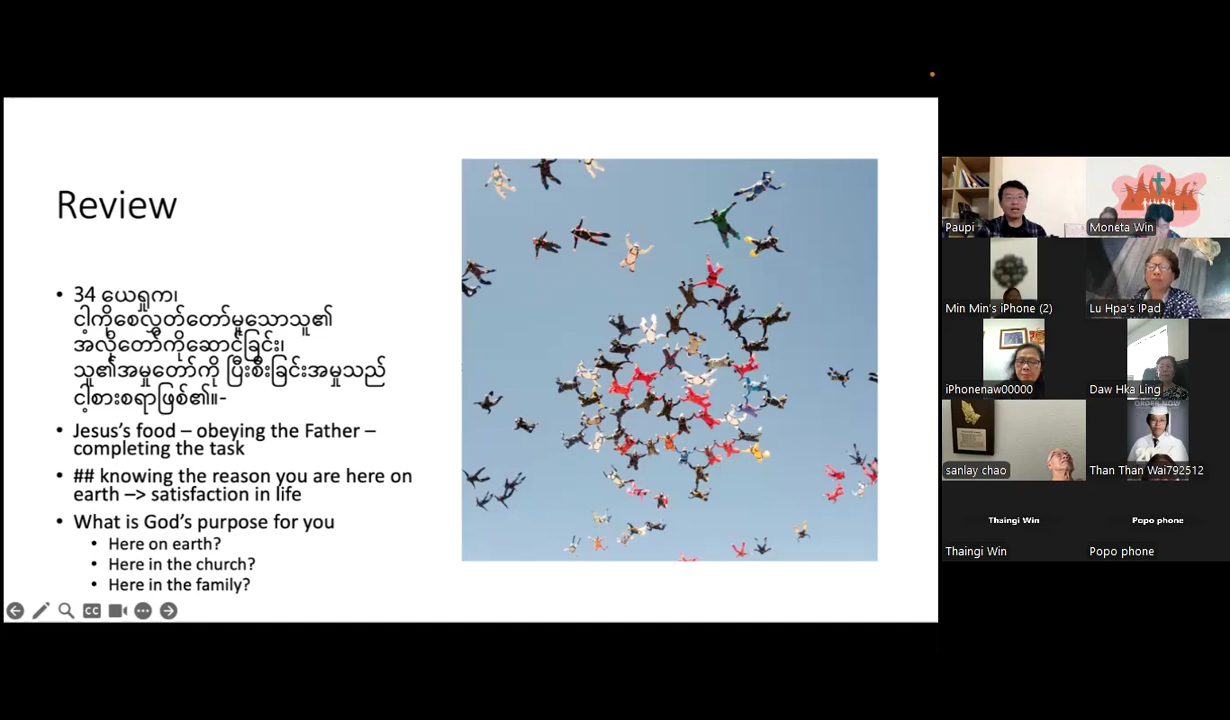 Review
• 34 ယေရှုက၊
ငါ့ကိုစေလွှတ်တော်မူသောသူ၏
အလိုတော်ကိုဆောင်ခြင်း၊
သူ၏အမှုတော်ကို ပြီးစီးခြင်းအမှုသည်
ငါ့စားစရာဖြစ်၏။-
• Jesus's food – obeying the Father –
completing the task
• ## knowing the reason you are here on
earth –> satisfaction in life
• What is God's purpose for you
• Here on earth?
• Here in the church?
• Here in the family?
CC
Paupi
Moneta Win
Min Min's iPhone (2)
Lu Hpa's IPad
iPhonenaw00000
Daw Hka Ling
ORDER NOW
sanlay chao
Than Than Wai792512
Thaingi Win
Popo phone
Thaingi Win
Popo phone